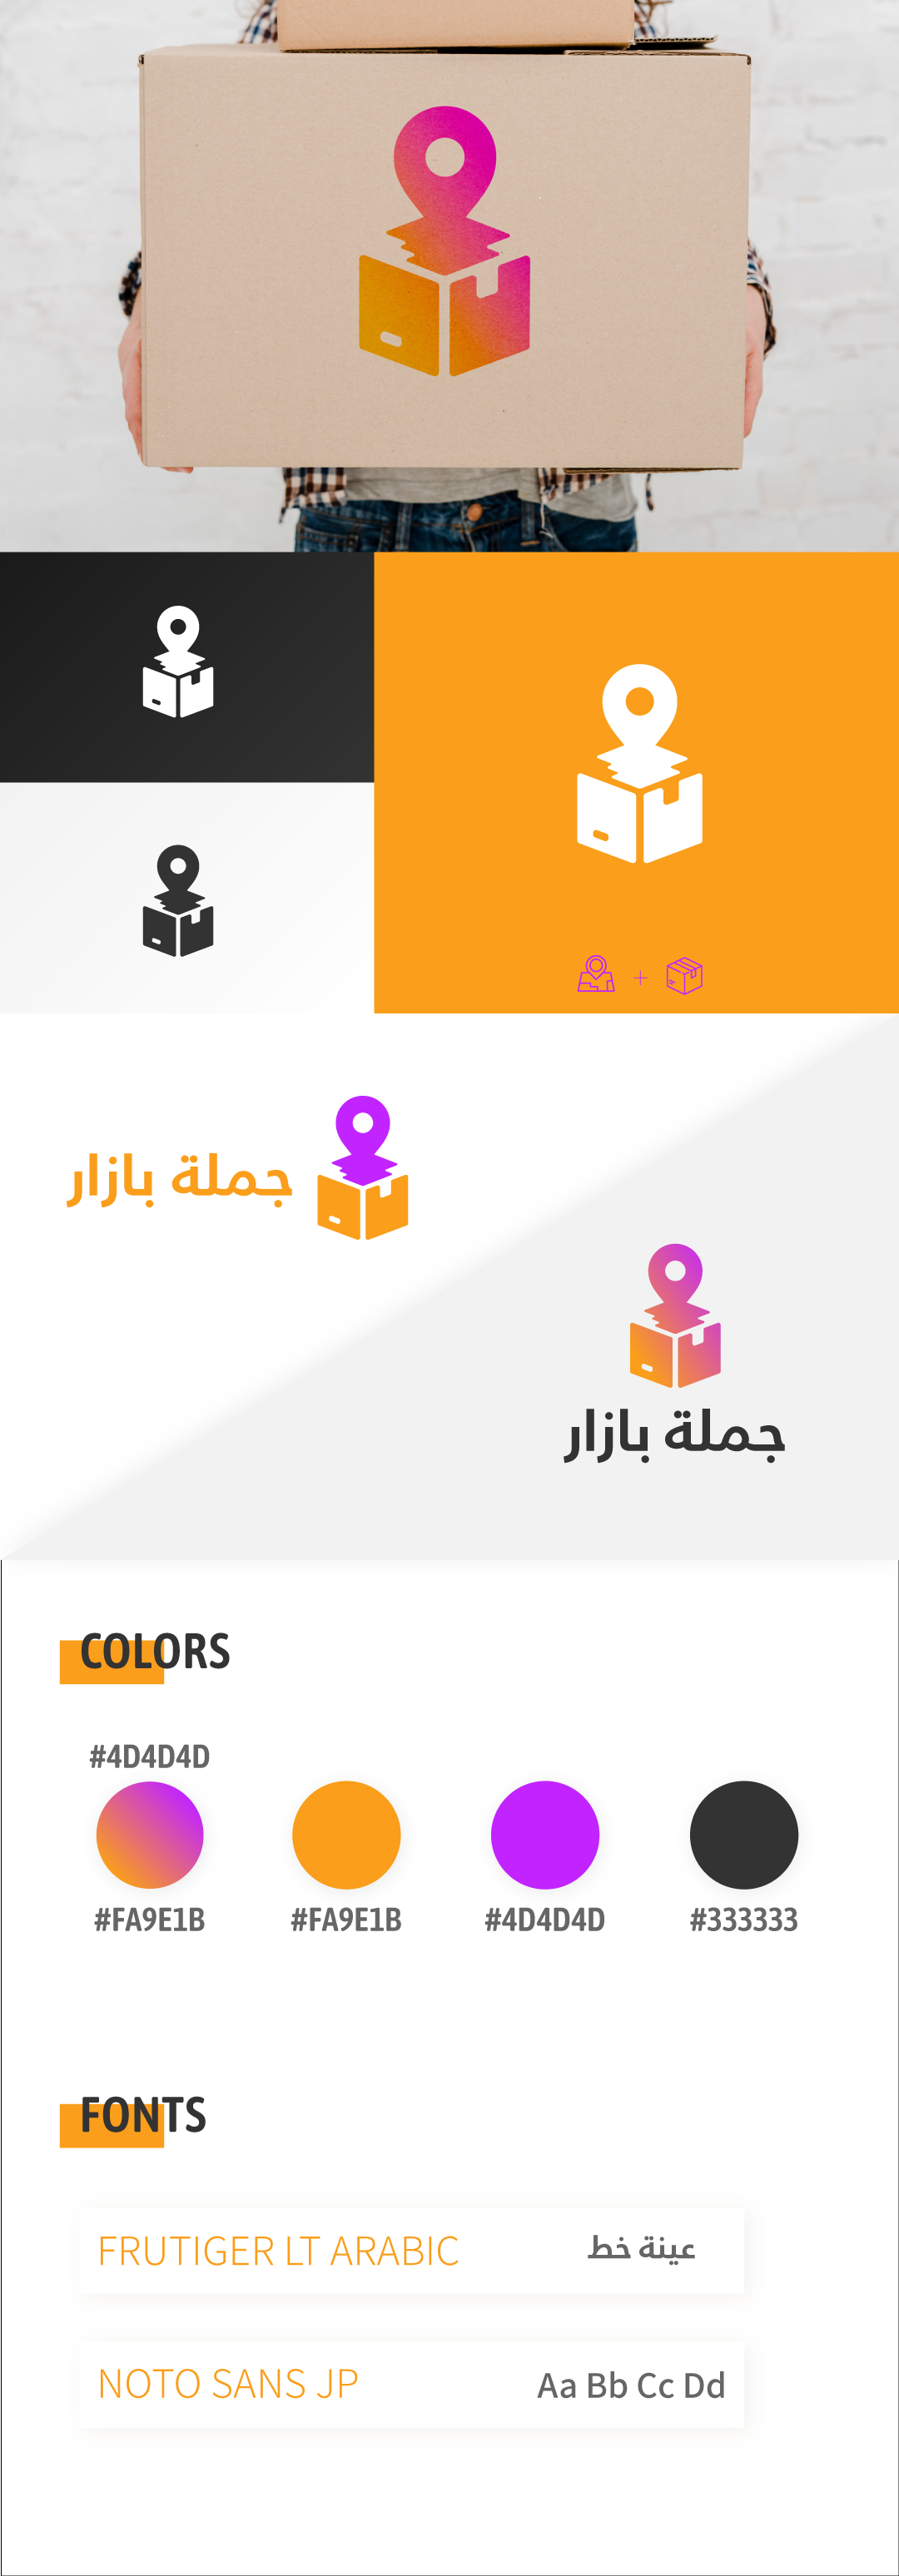 +
جملة بازار
جملة بازار
COLORS
#4D4D4D
#FA9E1B
#FA9E1B
#4D4D4D
#333333
FONTS
FRUTIGER LT ARABIC
عينة خط
NOTO SANS JP
Aa Bb Cc Dd